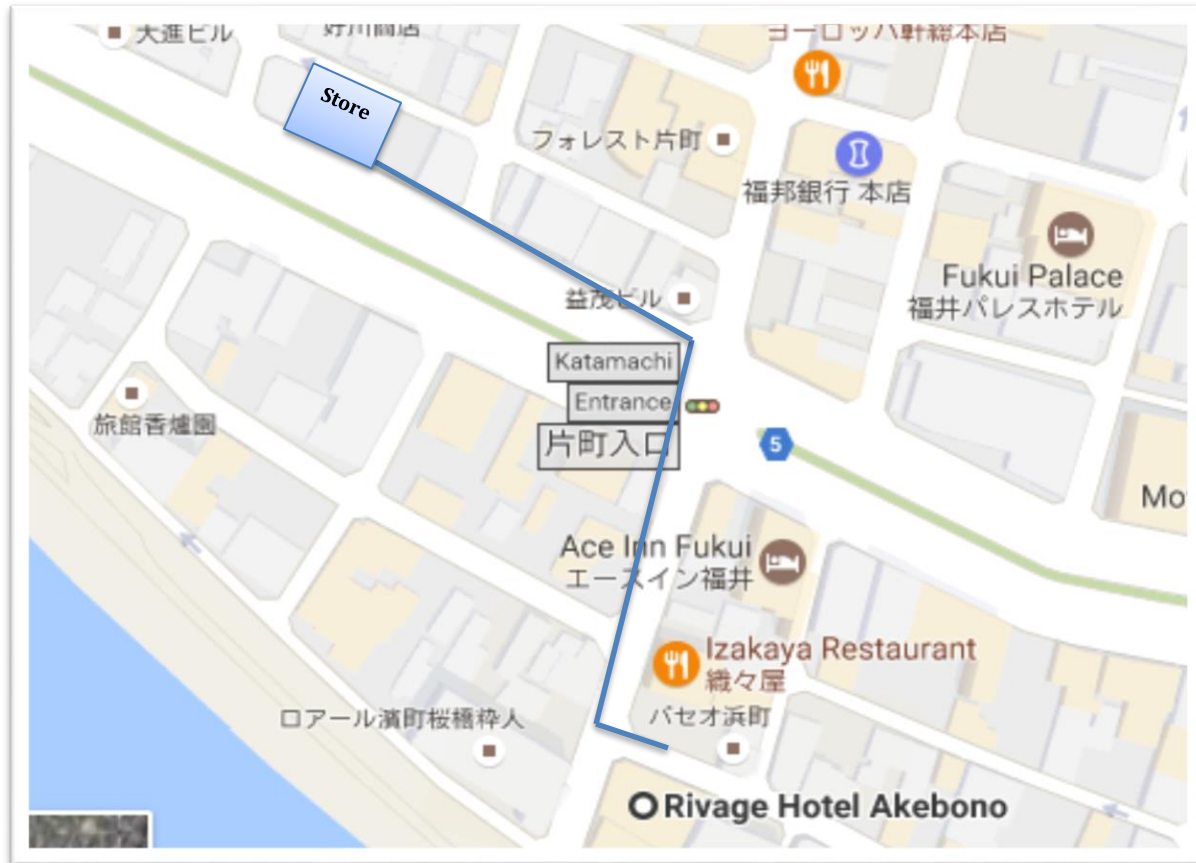 大進ビル
好川商店
ヨーロッパ軒総本店
Store
フォレスト片町
福邦銀行 本店
Fukui Palace
福井パレスホテル
益茂ビル
Katamachi
Entrance
片町入口
5
旅館香爐園
Mo
Ace Inn Fukui
エースイン福井
Izakaya Restaurant
織々屋
パセオ浜町
ロアール濱町桜橋粋人
Rivage Hotel Akebono